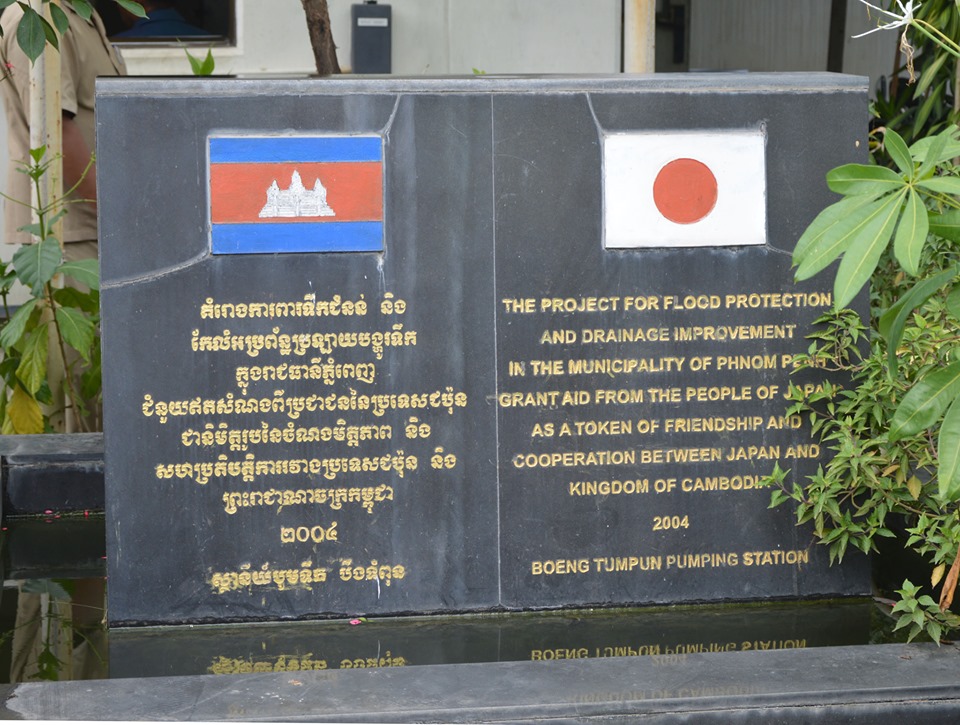 គំរោងការពារទឹកជំនន់ និង
កែលំអប្រព័ន្ធប្រឡាយបង្ហូរទឹក
ក្នុងរាជធានីភ្នំពេញ
ជំនួយឥតសំណងពីប្រជាជននៃប្រទេសជប៉ុន
ជានិមិត្តរូបនៃចំណងមិត្តភាព និង
សហប្រតិបត្តិការរវាងប្រទេសជប៉ុន និង
ព្រះរាជាណាចក្រកម្ពុជា
២០០៤
ស្ថានីយ៍បូមទឹក បឹងទំពុន
THE PROJECT FOR FLOOD PROTECTION
AND DRAINAGE IMPROVEMENT
IN THE MUNICIPALITY OF PHNOM PENH
GRANT AID FROM THE PEOPLE OF JAPAN
AS A TOKEN OF FRIENDSHIP AND
COOPERATION BETWEEN JAPAN AND
KINGDOM OF CAMBODIA
2004
BOENG TUMPUN PUMPING STATION